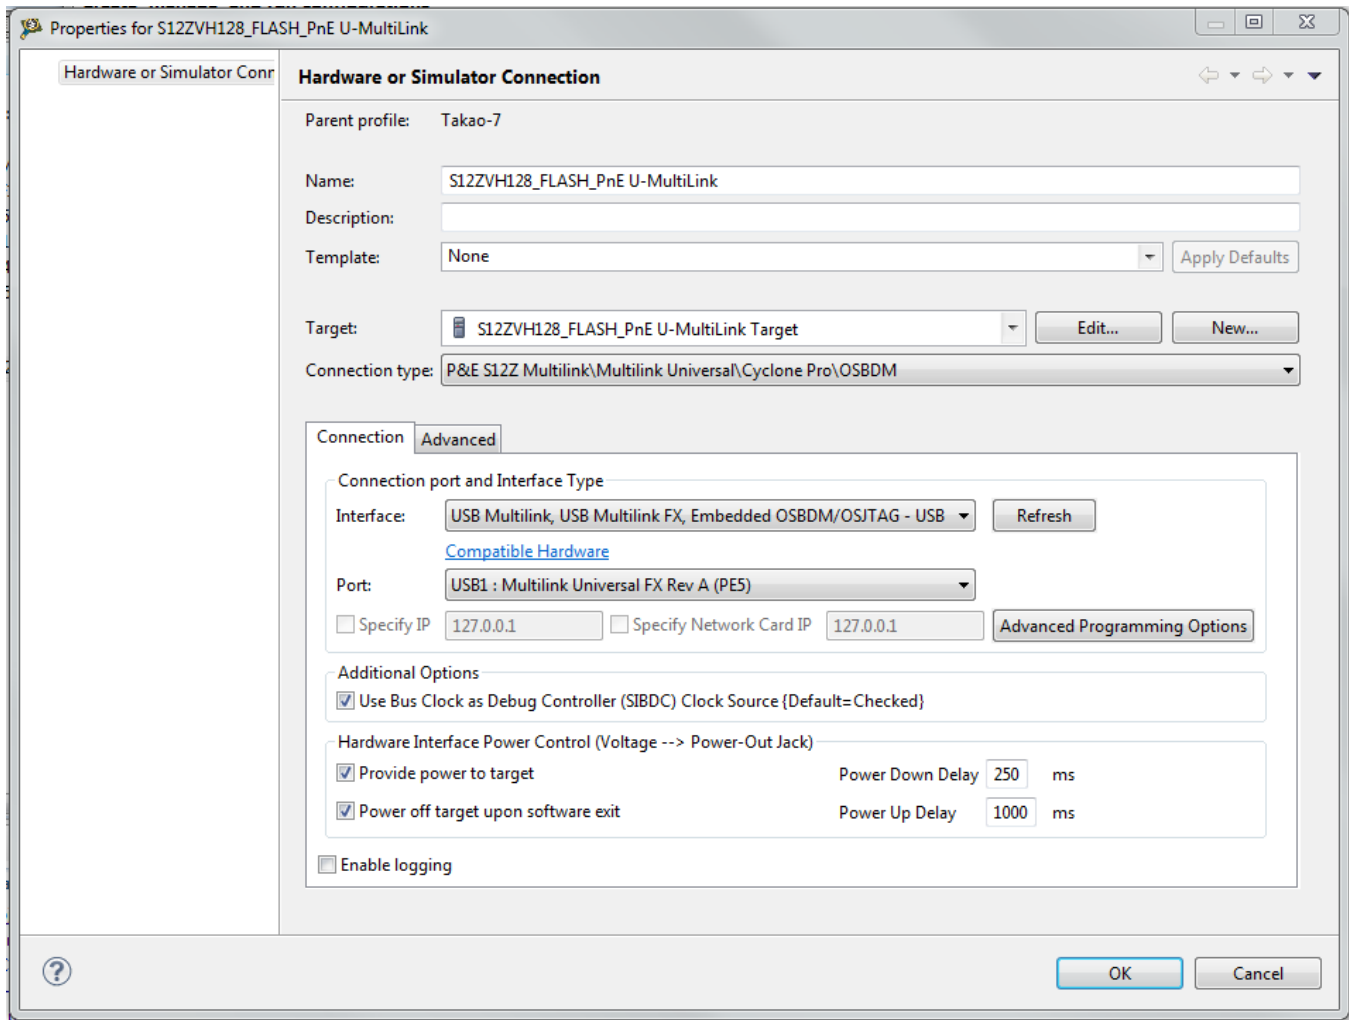 Properties for S12ZVH128_FLASH_PnE U-MultiLink
Hardware or Simulator Conn
Hardware or Simulator Connection
Parent profile: Takao-7
Name: S12ZVH128_FLASH_PnE U-MultiLink
Description:
Template: None Apply Defaults
Target: S12ZVH128_FLASH_PnE U-MultiLink Target Edit... New...
Connection type: P&E S12Z Multilink\Multilink Universal\Cyclone Pro\OSBDM
Connection Advanced
Connection port and Interface Type
Interface: USB Multilink, USB Multilink FX, Embedded OSBDM/OSJTAG - USB Refresh
Compatible Hardware
Port: USB1 : Multilink Universal FX Rev A (PE5)
Specify IP 127.0.0.1 Specify Network Card IP 127.0.0.1 Advanced Programming Options
Additional Options
Use Bus Clock as Debug Controller (SIBDC) Clock Source {Default=Checked}
Hardware Interface Power Control (Voltage --> Power-Out Jack)
Provide power to target Power Down Delay 250 ms
Power off target upon software exit Power Up Delay 1000 ms
Enable logging
OK Cancel